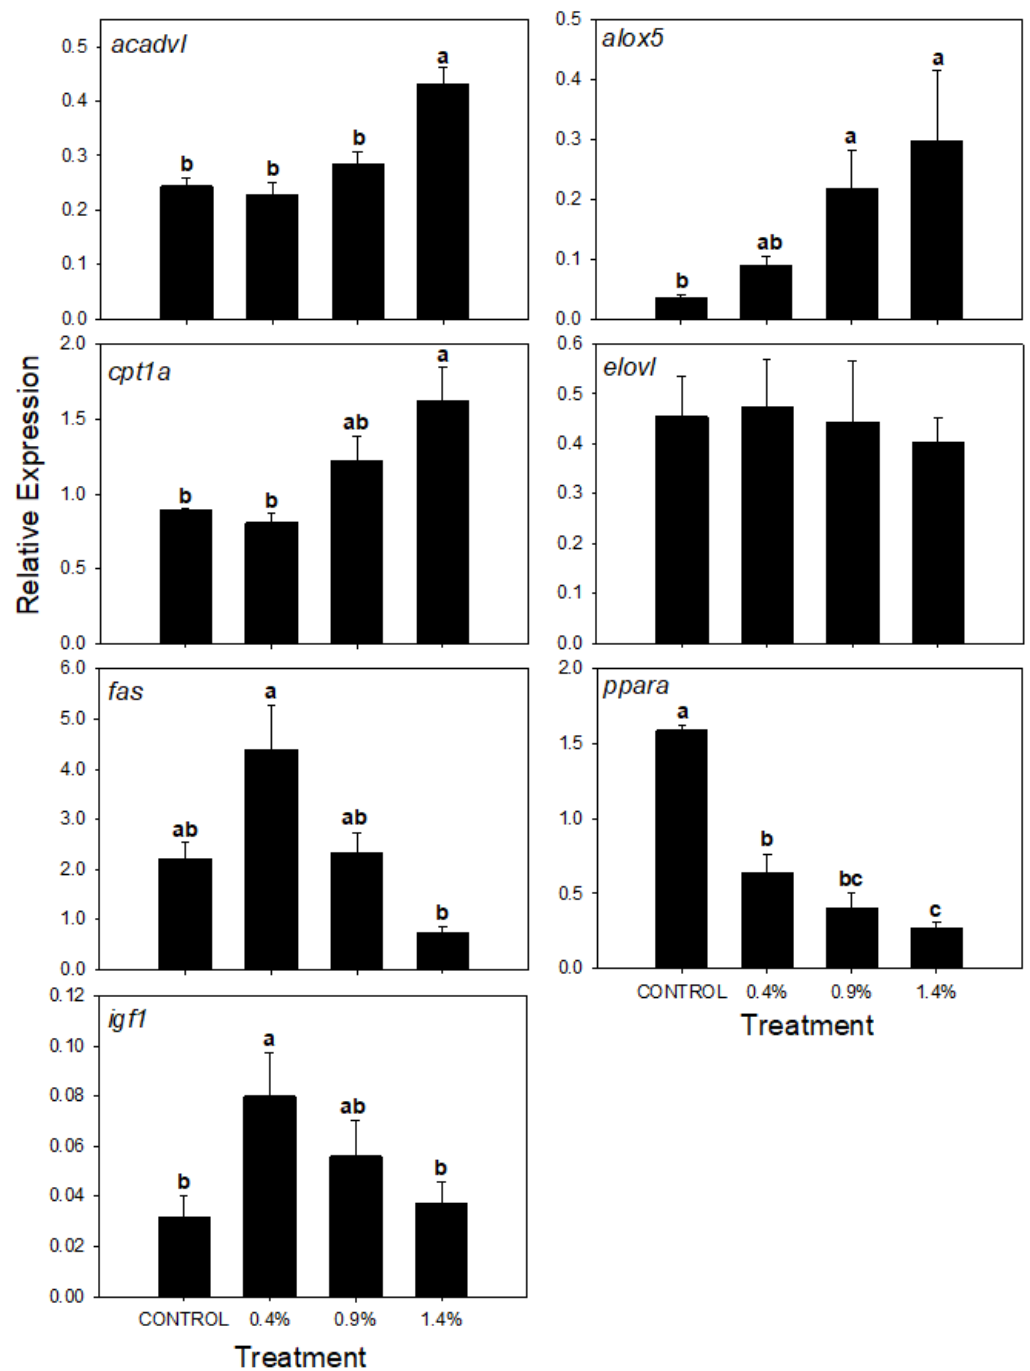 acadvl
0.5
0.4
0.3
0.2
0.1
0.0
b
b
b
a
alox5
0.5
0.4
0.3
0.2
0.1
0.0
b
ab
a
a
Relative Expression
cpt1a
2.0
1.5
1.0
0.5
0.0
b
b
ab
a
elovl
0.6
0.5
0.4
0.3
0.2
0.1
0.0
fas
6.0
5.0
4.0
3.0
2.0
1.0
0.0
ab
a
ab
b
ppara
2.0
1.5
1.0
0.5
0.0
a
b
bc
c
CONTROL 0.4% 0.9% 1.4%
Treatment
igf1
0.12
0.10
0.08
0.06
0.04
0.02
0.00
b
a
ab
b
CONTROL 0.4% 0.9% 1.4%
Treatment